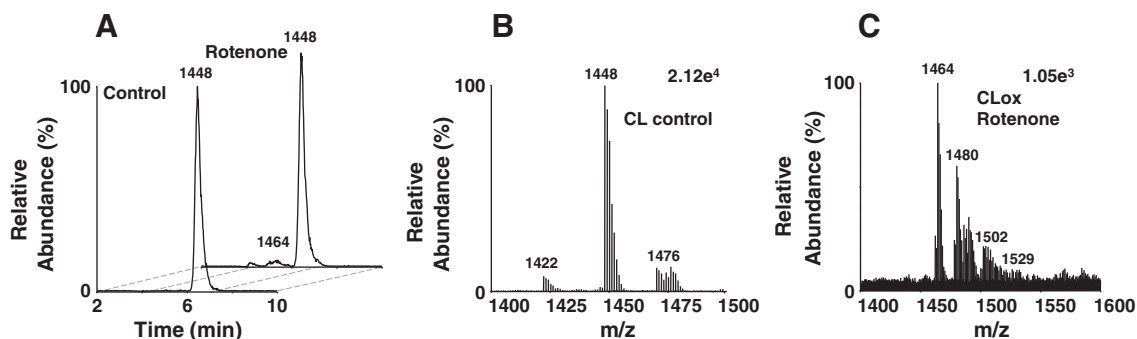 A
1448
Rotenone
1448
100
Control
Relative
Abundance (%)
1464
0
2
6
10
Time (min)
B
1448
2.12e4
100
CL control
Relative
Abundance (%)
1422
1476
0
1400
1425
1450
1475
1500
m/z
C
1464
1.05e3
100
CLox
Rotenone
1480
Relative
Abundance (%)
1502
1529
0
1400
1450
1500
1550
1600
m/z